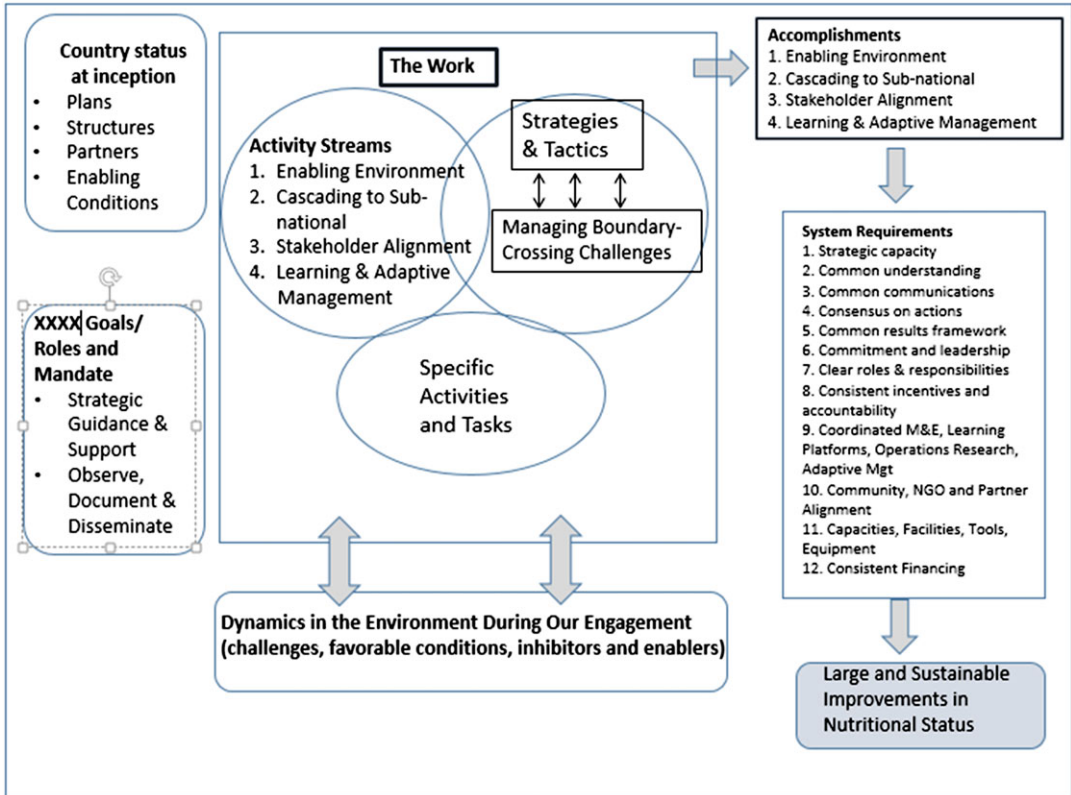 Country status
at inception
• Plans
• Structures
• Partners
• Enabling
Conditions
XXXX Goals/
Roles and
Mandate
• Strategic
Guidance &
Support
• Observe,
Document &
Disseminate
The Work
Activity Streams
1. Enabling Environment
2. Cascading to Sub-
national
3. Stakeholder Alignment
4. Learning & Adaptive
Management
Strategies
& Tactics
Managing Boundary-
Crossing Challenges
Specific
Activities
and Tasks
Dynamics in the Environment During Our Engagement
(challenges, favorable conditions, inhibitors and enablers)
Accomplishments
1. Enabling Environment
2. Cascading to Sub-national
3. Stakeholder Alignment
4. Learning & Adaptive Management
System Requirements
1. Strategic capacity
2. Common understanding
3. Common communications
4. Consensus on actions
5. Common results framework
6. Commitment and leadership
7. Clear roles & responsibilities
8. Consistent incentives and
accountability
9. Coordinated M&E, Learning
Platforms, Operations Research,
Adaptive Mgt
10. Community, NGO and Partner
Alignment
11. Capacities, Facilities, Tools,
Equipment
12. Consistent Financing
Large and Sustainable
Improvements in
Nutritional Status